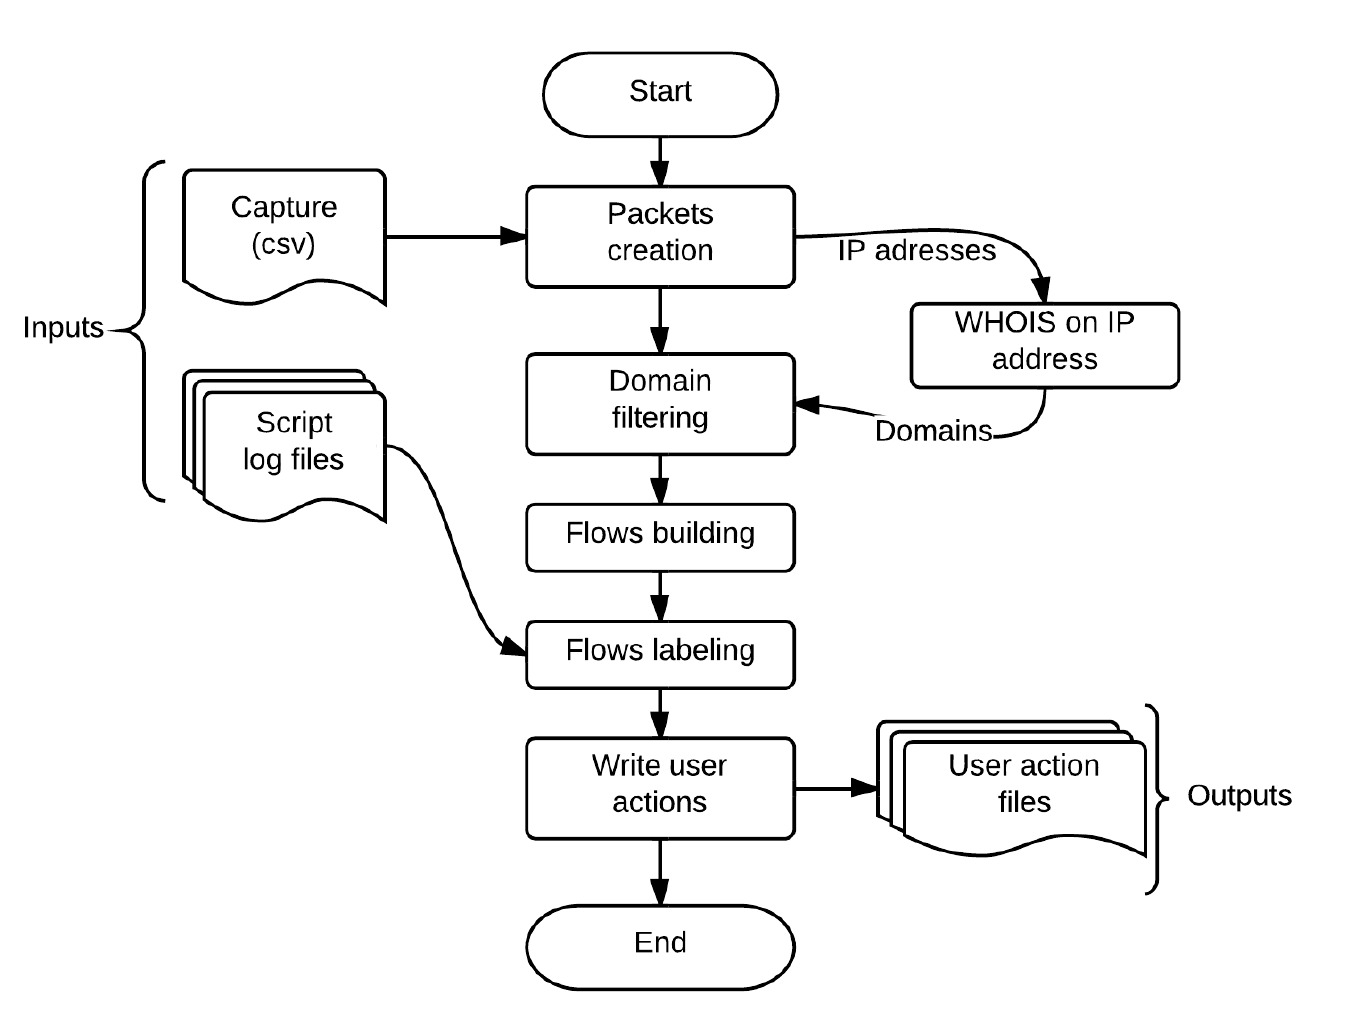 Start
Capture
(csv)
Packets
creation
IP adresses
WHOIS on IP
address
Inputs
Domain
filtering
Domains
Script
log files
Flows building
Flows labeling
Write user
actions
User action
files
Outputs
End